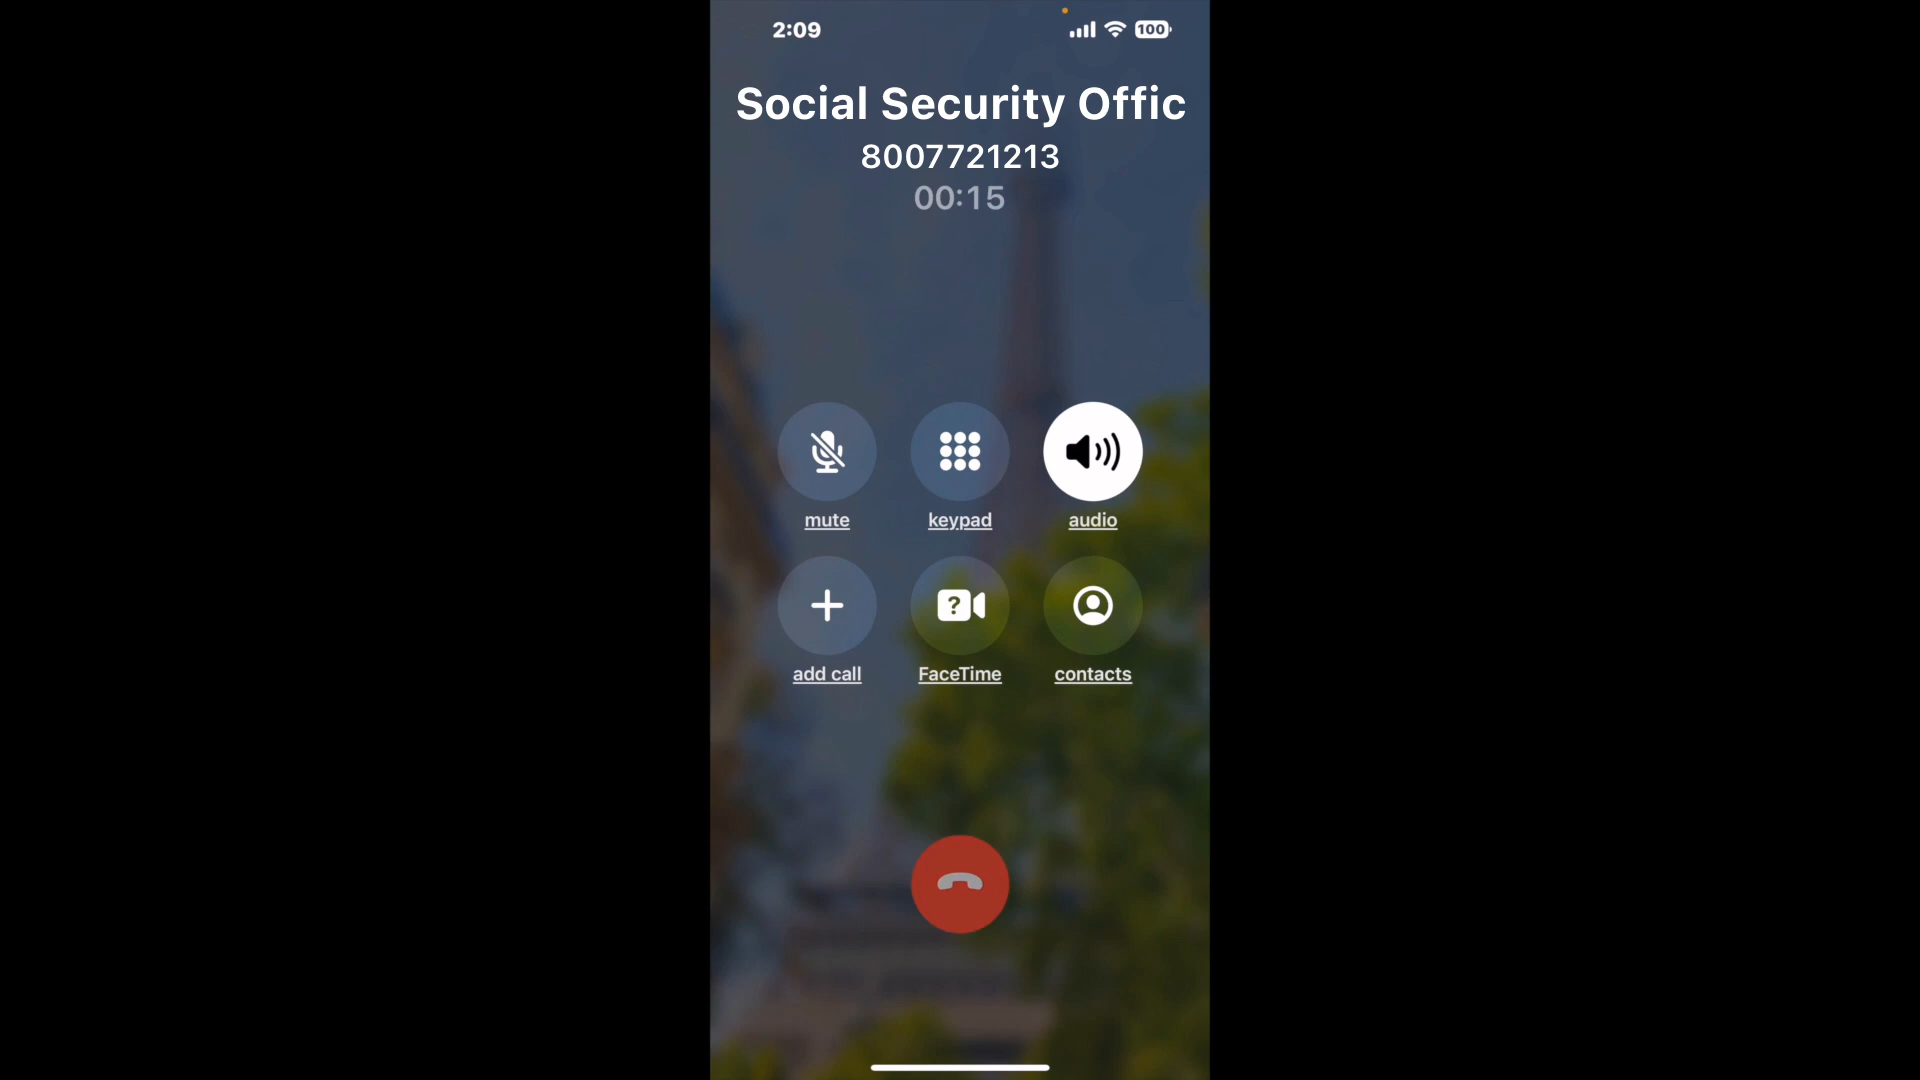 2:09
100
Social Security Offic
8007721213
00:15
mute
keypad
audio
?
add call
FaceTime
contacts